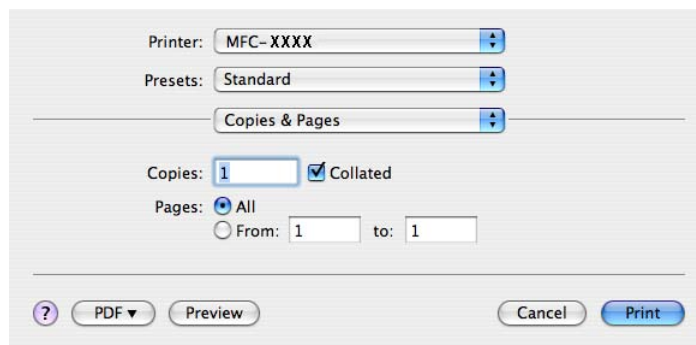 Printer: MFC-XXXX
Presets: Standard
Copies & Pages
Copies: 1 Collated
Pages: All
From: 1 to: 1
? PDF▼ Preview Cancel Print